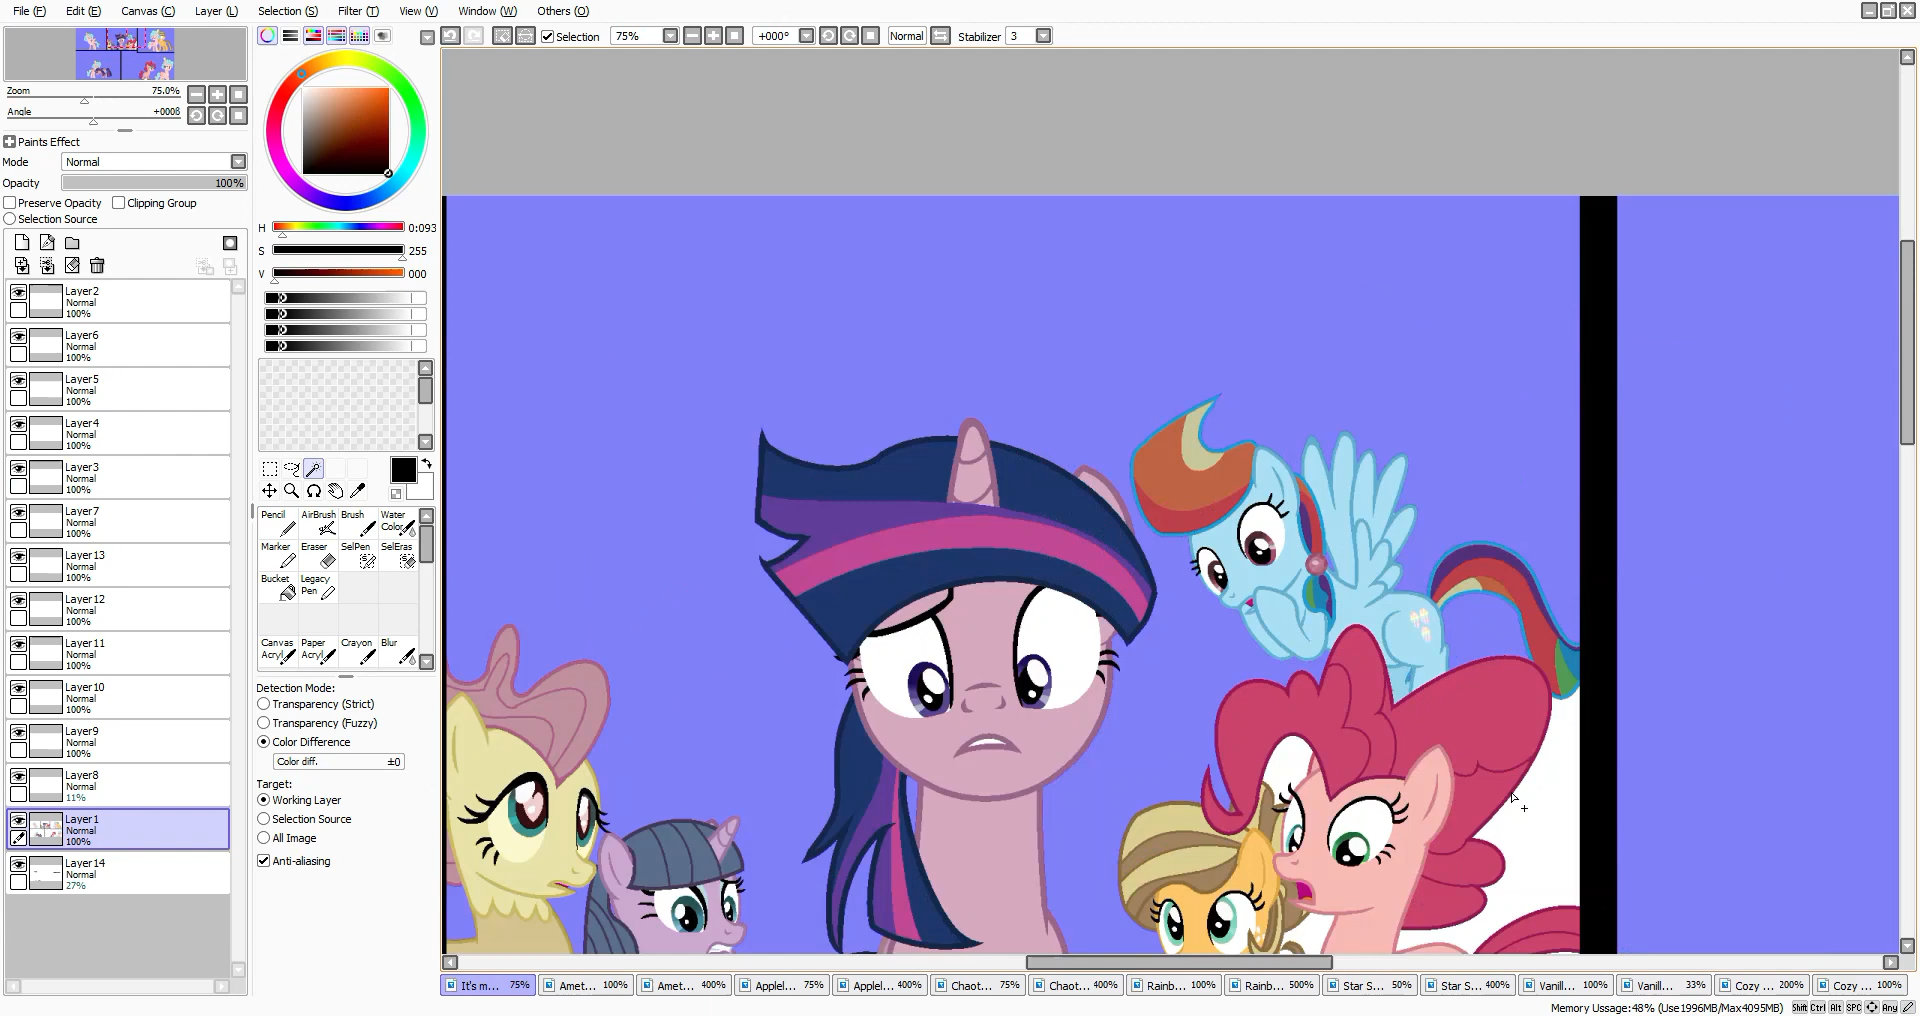 File (F) Edit (E) Canvas (C) Layer (L) Selection (S) Filter (T) View (V) Window (W) Others (O)
Selection 75% +000° Normal Stabilizer 3
Zoom 75.0%
Angle +000ß
Paints Effect
Mode Normal
Opacity 100%
Preserve Opacity Clipping Group
Selection Source
Layer2
Normal
100%
Layer6
Normal
100%
Layer5
Normal
100%
Layer4
Normal
100%
Layer3
Normal
100%
Layer7
Normal
100%
Layer13
Normal
100%
Layer12
Normal
100%
Layer11
Normal
100%
Layer10
Normal
100%
Layer9
Normal
100%
Layer8
11%
Layer1
Normal
100%
Layer14
27%
H 0:093
S 255
V 000
Pencil AirBrush Brush Water Color
Marker Eraser SelPen SelEras
Bucket Legacy Pen
Canvas Acryl Paper Acryl Crayon Blur
Detection Mode:
Transparency (Strict)
Transparency (Fuzzy)
Color Difference
Color diff. ±0
Target:
Working Layer
Selection Source
All Image
Anti-aliasing
It's m... 75% Amet... 100% Amet... 400% Applel... 75% Applel... 400% Chaot... 75% Chaot... 400% Rainb... 100% Rainb... 500% Star S... 50% Star S... 400% Vanill... 100% Vanill... 33% Cozy ... 200% Cozy ... 100%
Memory Ussage:48% (Use1996MB/Max4095MB) Shift Ctrl Alt SPC Any